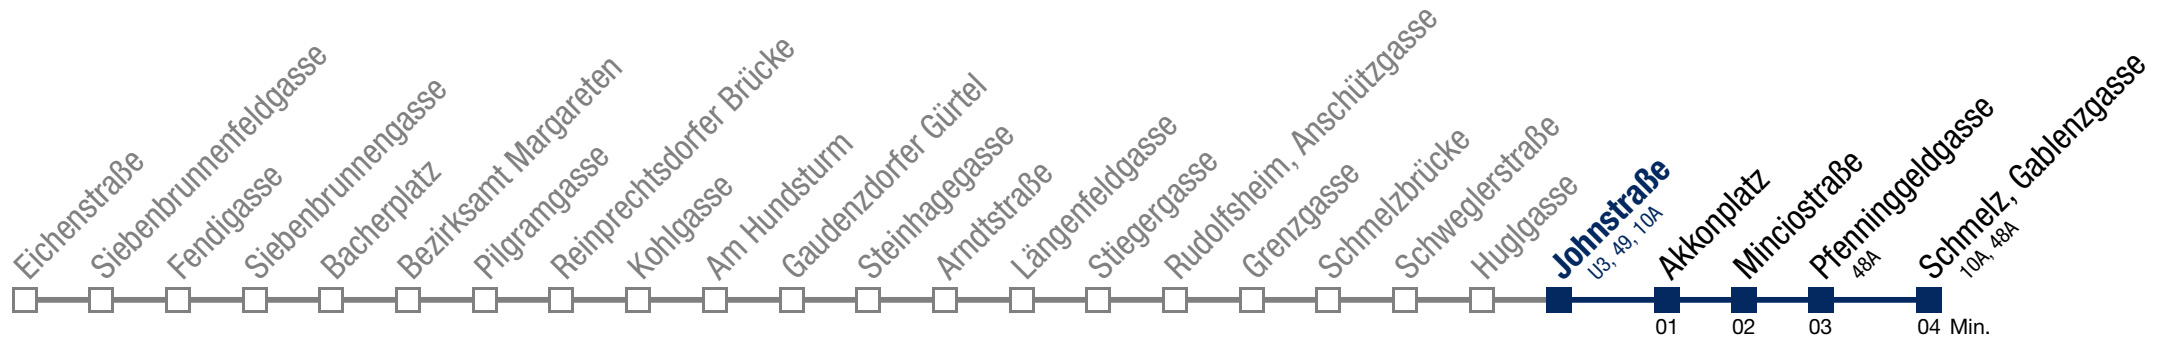 Eichenstraße
Siebenbrunnenfeldgasse
Fendigasse
Siebenbrunnengasse
Bacherplatz
Bezirksamt Margareten
Pilgramgasse
Reinprechtsdorfer Brücke
Kohlgasse
Am Hundsturm
Gaudenzdorfer Gürtel
Steinhagegasse
Arndtstraße
Längenfeldgasse
Stiegergasse
Rudolfsheim, Anschützgasse
Grenzgasse
Schmelzbrücke
Schweglerstraße
Huglgasse
Johnstraße
U3, 49, 10A
Akkonplatz
Minciostraße
Pfenninggeldgasse
48A
Schmelz, Gablenzgasse
10A, 48A
01 02 03 04 Min.